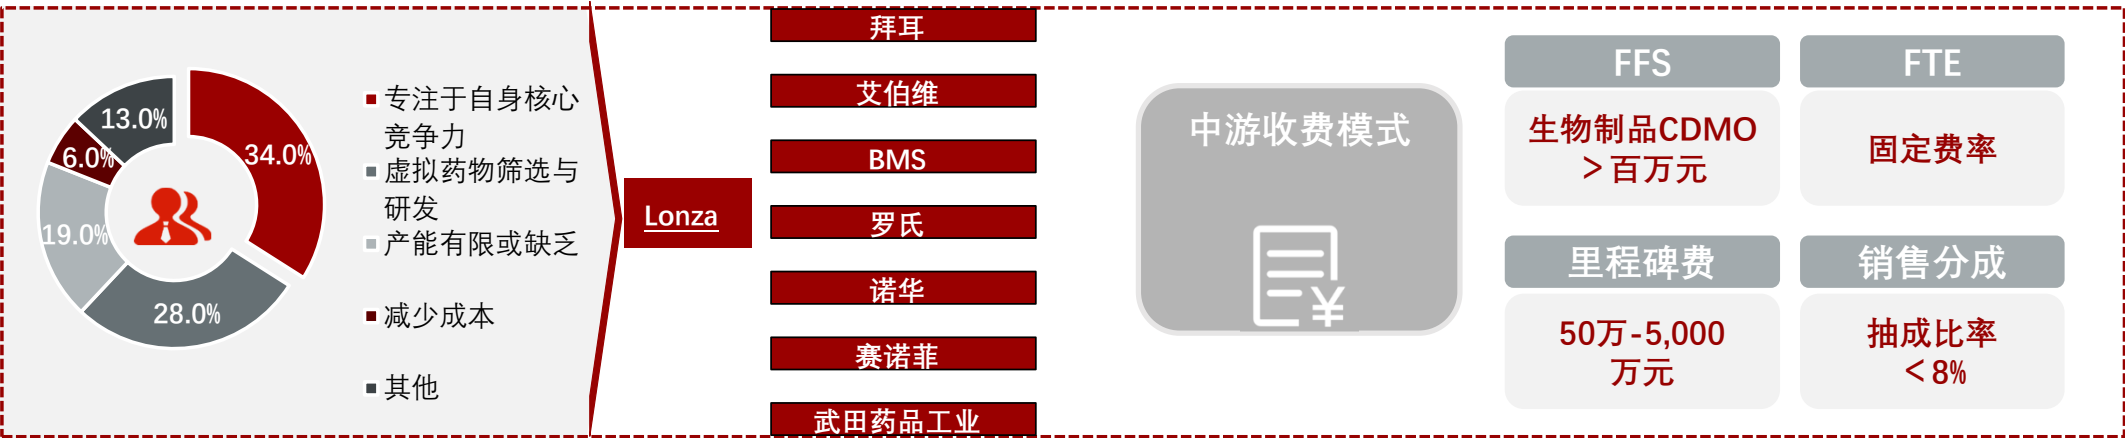 13.0%
34.0%
6.0%
19.0%
28.0%
专注于自身核心
竞争力
虚拟药物筛选与
研发
产能有限或缺乏
减少成本
其他
Lonza
拜耳
艾伯维
BMS
罗氏
诺华
赛诺菲
武田药品工业
中游收费模式
¥
FFS
生物制品CDMO
＞百万元
FTE
固定费率
里程碑费
50万-5,000
万元
销售分成
抽成比率
＜8%